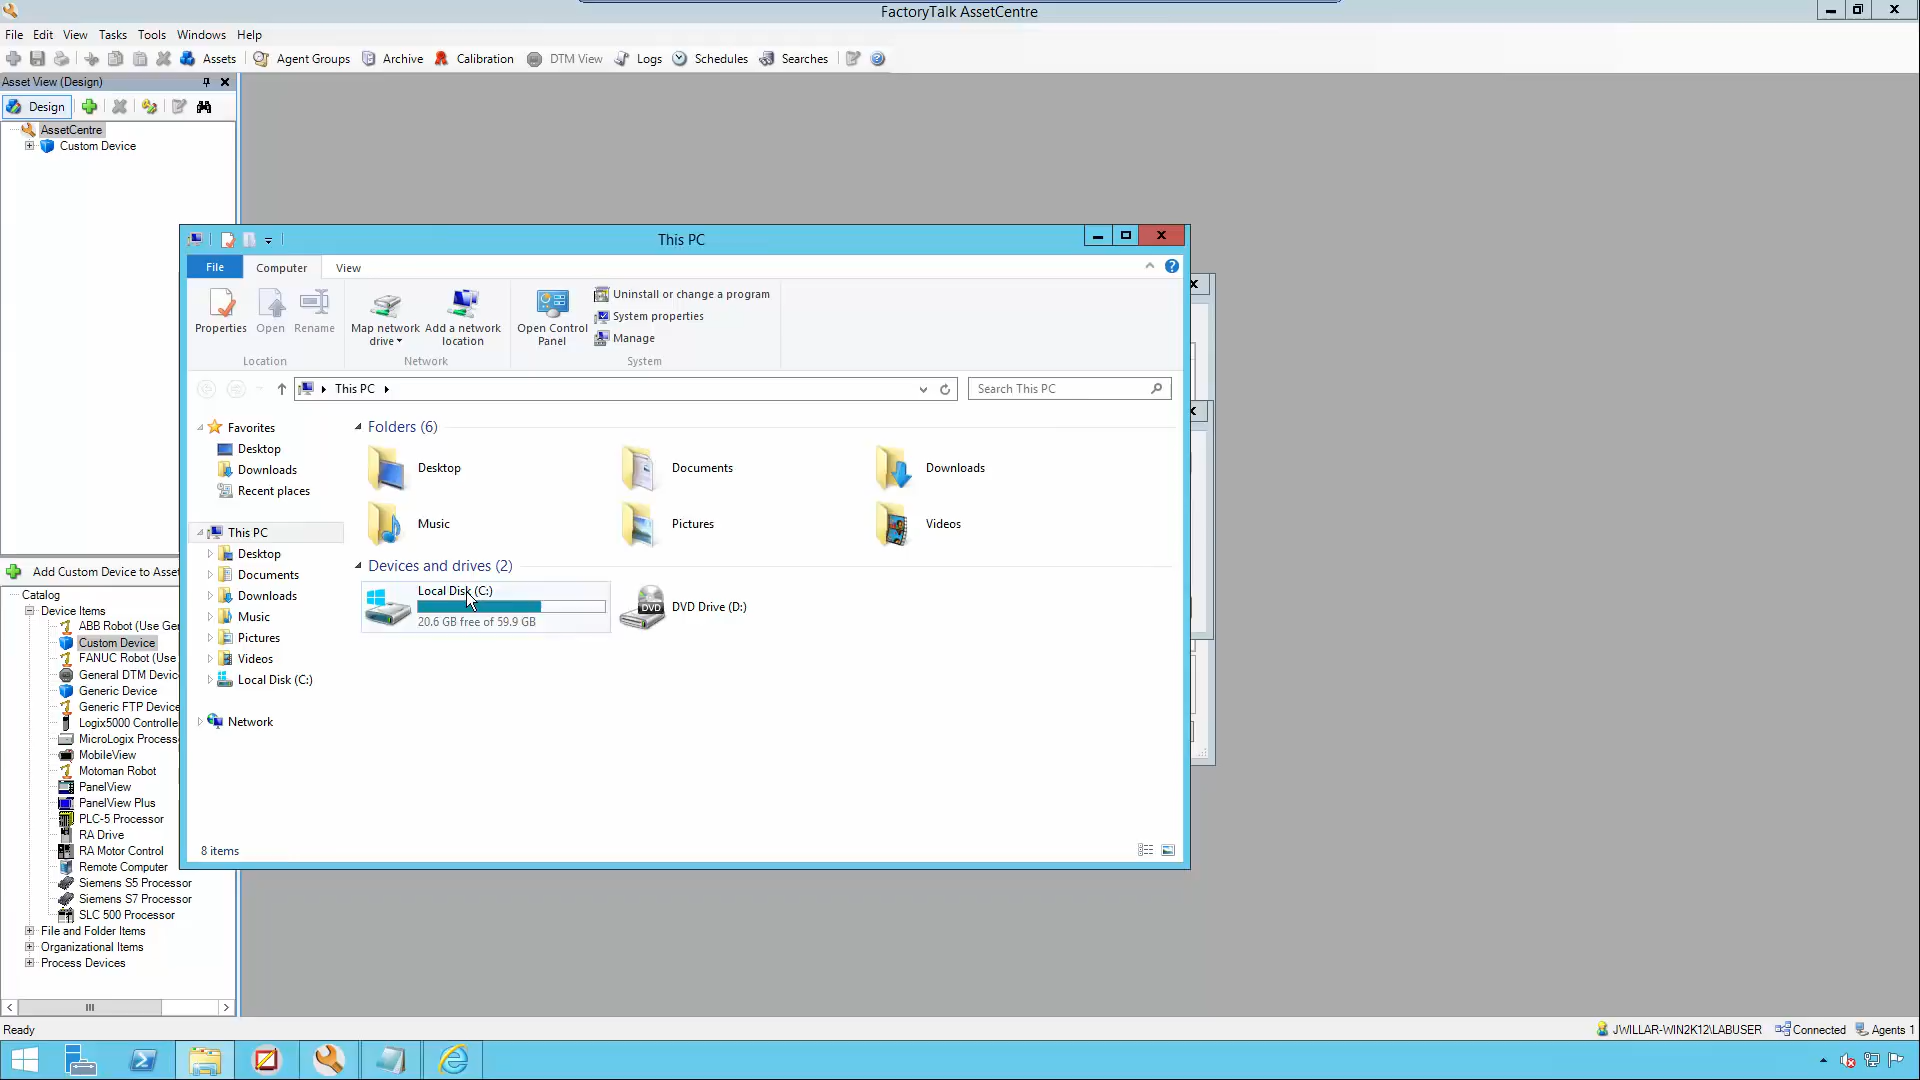 FactoryTalk AssetCentre
File Edit View Tasks Tools Windows Help
Assets Agent Groups Archive Calibration DTM View Logs Schedules Searches
Asset View (Design)
Design
AssetCentre
Custom Device
This PC
File Computer View
Properties Open Rename
Map network drive
Add a network location
Open Control Panel
Uninstall or change a program
System properties
Manage
Location Network System
This PC
Search This PC
Favorites
Desktop
Downloads
Recent places
This PC
Desktop
Documents
Downloads
Music
Pictures
Videos
Local Disk (C:)
Network
Folders (6)
Desktop Documents Downloads
Music Pictures Videos
Devices and drives (2)
Local Disk (C:)
20.6 GB free of 59.9 GB
DVD
DVD Drive (D:)
8 items
Add Custom Device to Asset
Catalog
Device Items
ABB Robot (Use Ger
Custom Device
FANUC Robot (Use
General DTM Device
Generic Device
Generic FTP Device
Logix5000 Controlle
MicroLogix Process
MobileView
Motoman Robot
PanelView
PanelView Plus
PLC-5 Processor
RA Drive
RA Motor Control
Remote Computer
Siemens S5 Processor
Siemens S7 Processor
SLC 500 Processor
File and Folder Items
Organizational Items
Process Devices
Ready
JWILLAR-WIN2K12\LABUSER Connected Agents 1